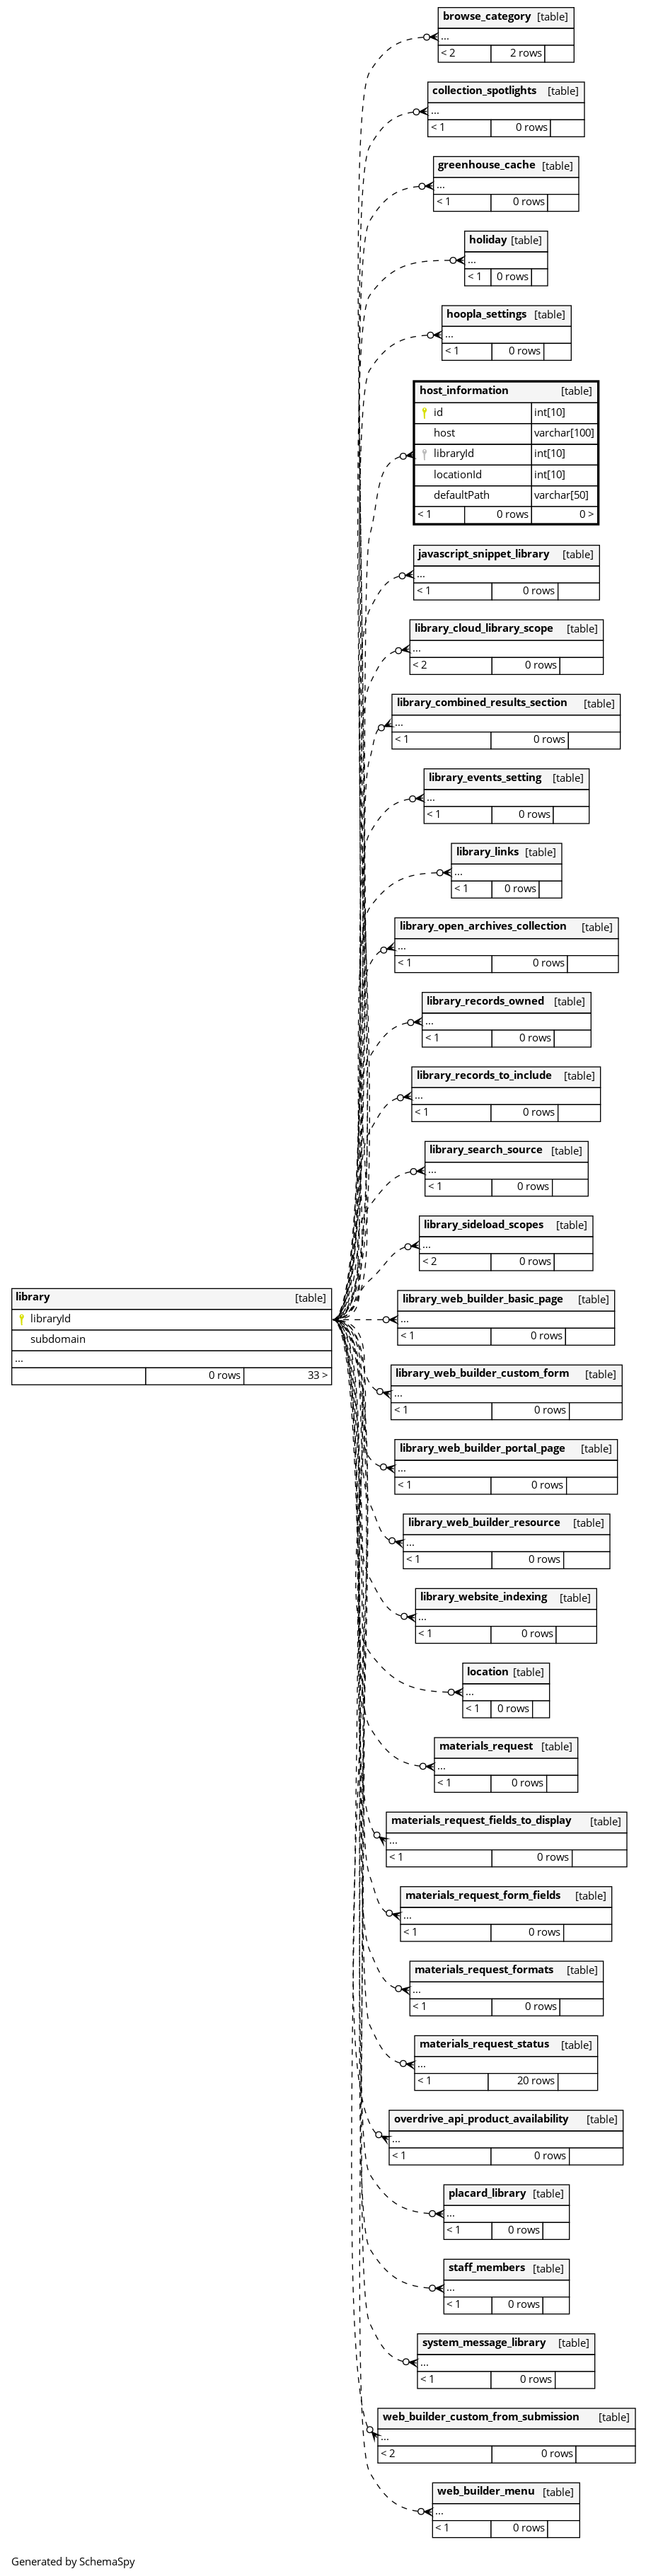 browse_category [table]
...
< 2 2 rows
collection_spotlights [table]
...
< 1 0 rows
greenhouse_cache [table]
...
< 1 0 rows
holiday [table]
...
< 1 0 rows
hoopla_settings [table]
...
< 1 0 rows
host_information [table]
id int[10]
host varchar[100]
libraryId int[10]
locationId int[10]
defaultPath varchar[50]
< 1 0 rows 0 >
javascript_snippet_library [table]
...
< 1 0 rows
library_cloud_library_scope [table]
...
< 2 0 rows
library_combined_results_section [table]
...
< 1 0 rows
library_events_setting [table]
...
< 1 0 rows
library_links [table]
...
< 1 0 rows
library_open_archives_collection [table]
...
< 1 0 rows
library_records_owned [table]
...
< 1 0 rows
library_records_to_include [table]
...
< 1 0 rows
library_search_source [table]
...
< 1 0 rows
library_sideload_scopes [table]
...
< 2 0 rows
library [table]
libraryId
subdomain
...
0 rows 33 >
library_web_builder_basic_page [table]
...
< 1 0 rows
library_web_builder_custom_form [table]
...
< 1 0 rows
library_web_builder_portal_page [table]
...
< 1 0 rows
library_web_builder_resource [table]
...
< 1 0 rows
library_website_indexing [table]
...
< 1 0 rows
location [table]
...
< 1 0 rows
materials_request [table]
...
< 1 0 rows
materials_request_fields_to_display [table]
...
< 1 0 rows
materials_request_form_fields [table]
...
< 1 0 rows
materials_request_formats [table]
...
< 1 0 rows
materials_request_status [table]
...
< 1 20 rows
overdrive_api_product_availability [table]
...
< 1 0 rows
placard_library [table]
...
< 1 0 rows
staff_members [table]
...
< 1 0 rows
system_message_library [table]
...
< 1 0 rows
web_builder_custom_from_submission [table]
...
< 2 0 rows
web_builder_menu [table]
...
< 1 0 rows
Generated by SchemaSpy